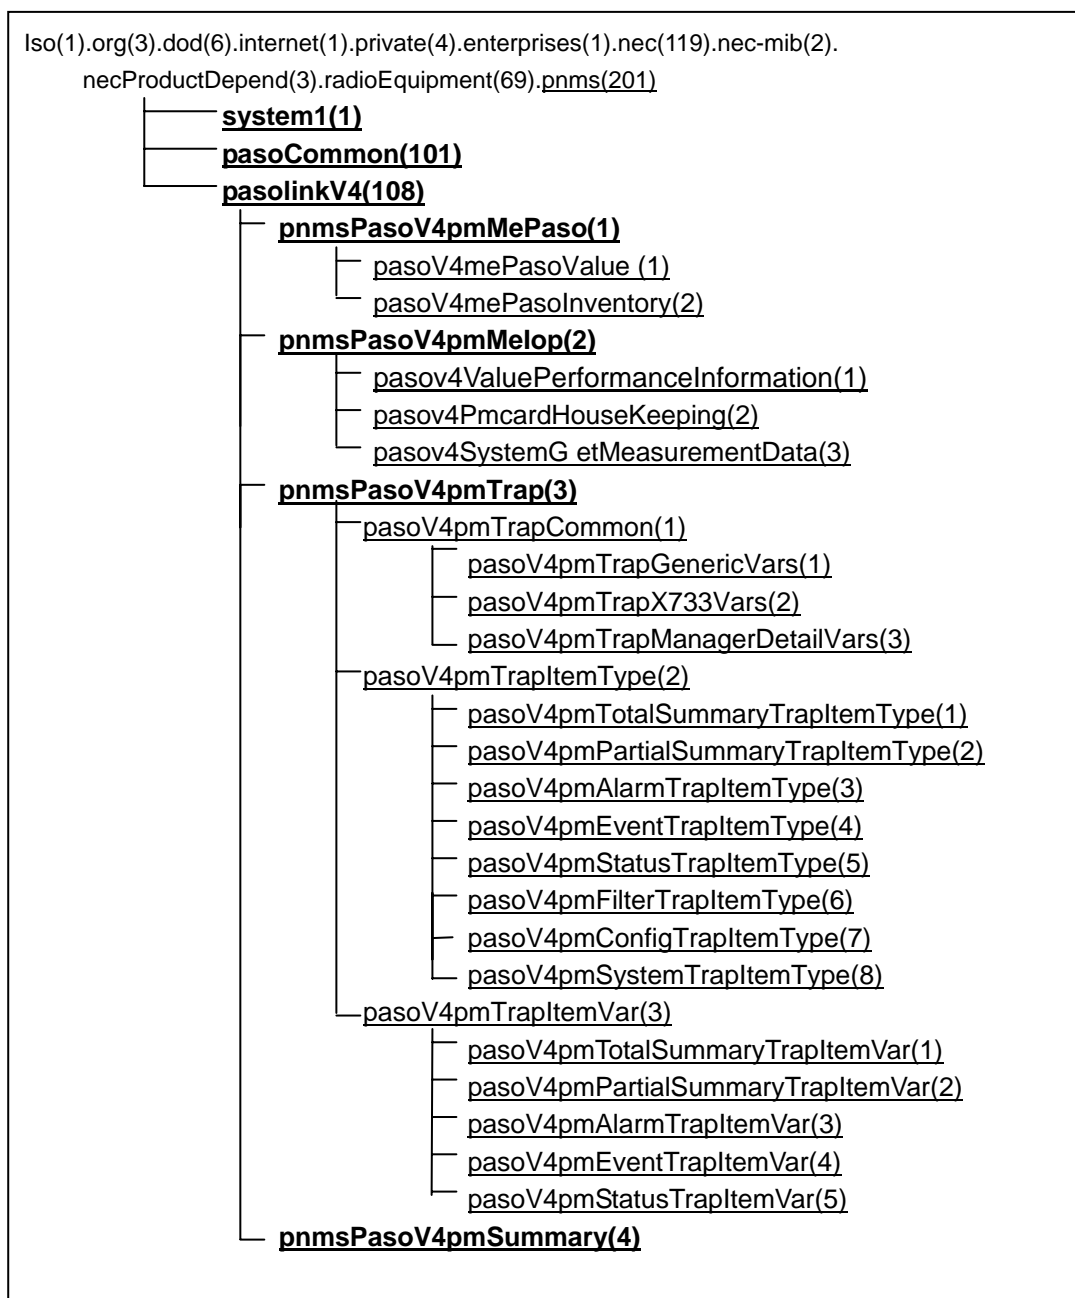 Iso(1).org(3).dod(6).internet(1).private(4).enterprises(1).nec(119).nec-mib(2).
necProductDepend(3).radioEquipment(69).pnms(201)
system1(1)
pasoCommon(101)
pasolinkV4(108)
pnmsPasoV4pmMePaso(1)
pasoV4mePasoValue (1)
pasoV4mePasoInventory(2)
pnmsPasoV4pmMeIop(2)
pasov4ValuePerformanceInformation(1)
pasov4PmcardHouseKeeping(2)
pasov4SystemG etMeasurementData(3)
pnmsPasoV4pmTrap(3)
pasoV4pmTrapCommon(1)
pasoV4pmTrapGenericVars(1)
pasoV4pmTrapX733Vars(2)
pasoV4pmTrapManagerDetailVars(3)
pasoV4pmTrapItemType(2)
pasoV4pmTotalSummaryTrapItemType(1)
pasoV4pmPartialSummaryTrapItemType(2)
pasoV4pmAlarmTrapItemType(3)
pasoV4pmEventTrapItemType(4)
pasoV4pmStatusTrapItemType(5)
pasoV4pmFilterTrapItemType(6)
pasoV4pmConfigTrapItemType(7)
pasoV4pmSystemTrapItemType(8)
pasoV4pmTrapItemVar(3)
pasoV4pmTotalSummaryTrapItemVar(1)
pasoV4pmPartialSummaryTrapItemVar(2)
pasoV4pmAlarmTrapItemVar(3)
pasoV4pmEventTrapItemVar(4)
pasoV4pmStatusTrapItemVar(5)
pnmsPasoV4pmSummary(4)